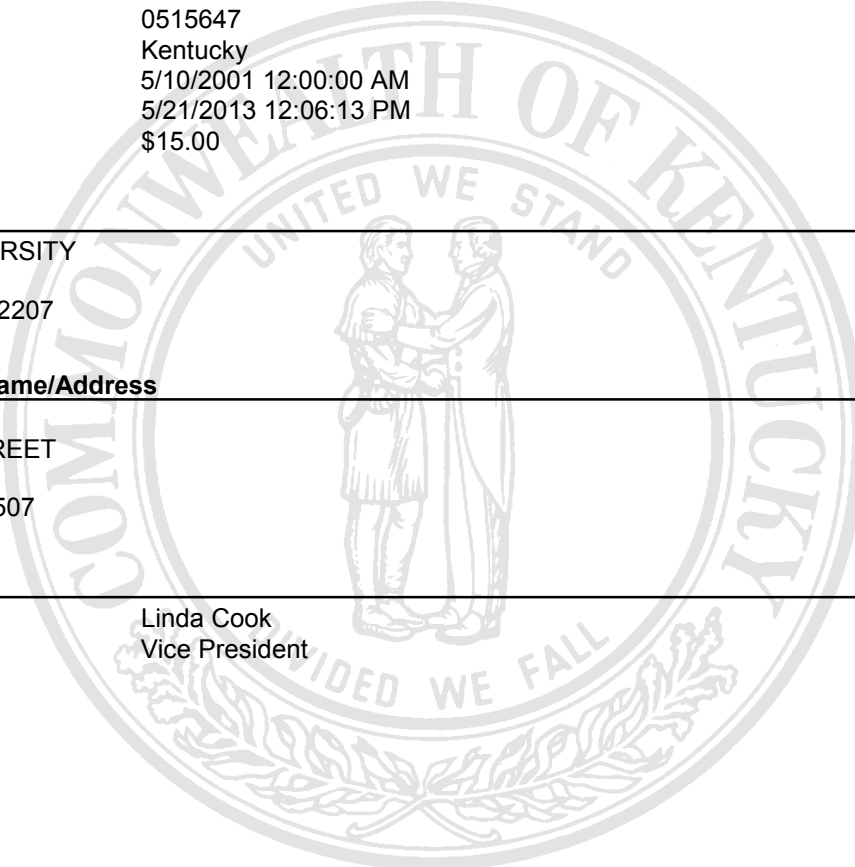 0515647
Kentucky
5/10/2001 12:00:00 AM
5/21/2013 12:06:13 PM
$15.00
COMMONWEALTH OF KENTUCKY
UNITED WE STAND
RSITY
2207
ame/Address
REET
507
Linda Cook
Vice President
DIVIDED WE FALL